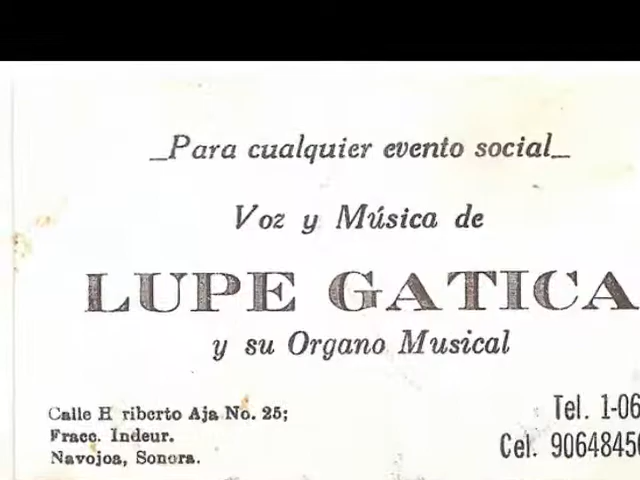 _Para cualquier evento social_
Voz y Música de
LUPE GATICA
y su Organo Musical
Calle H riberto Aja No. 25;
Fracc. Indeur.
Navojoa, Sonora.
Tel. 1-06
Cel. 9064845